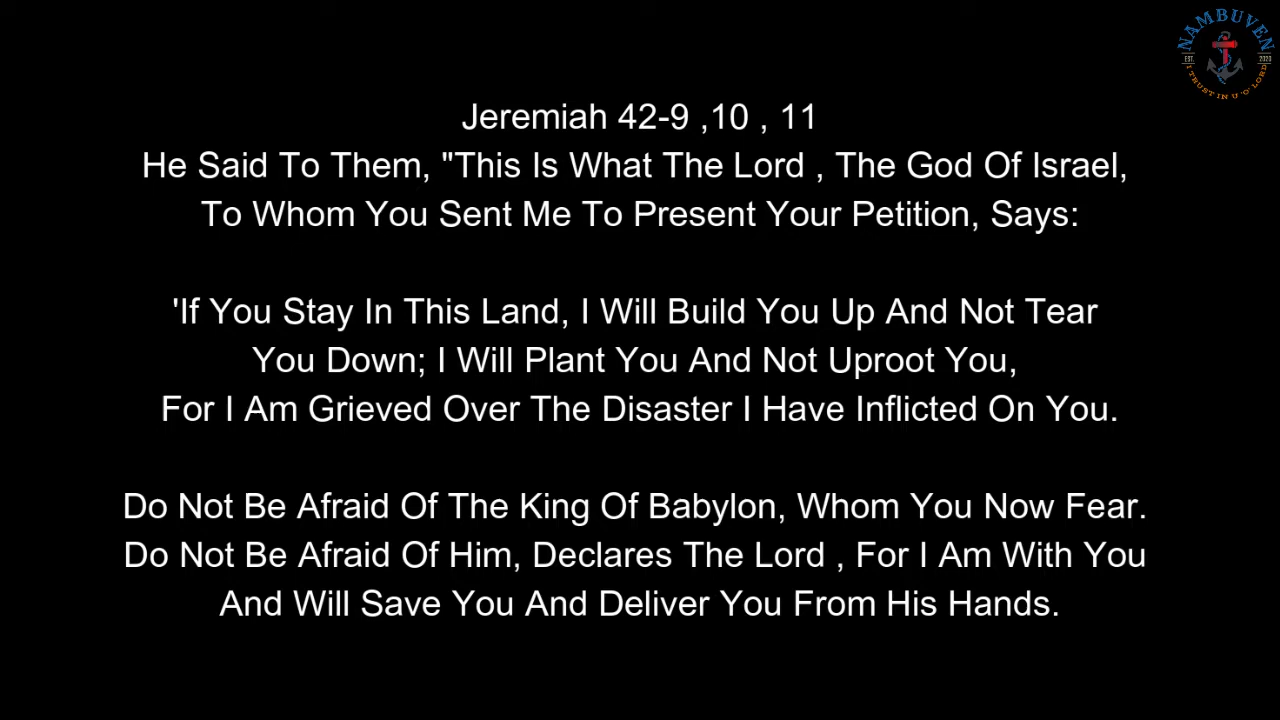 NAMBUVEN
EST. 2023
I TRUST IN U 'O' LORD
Jeremiah 42-9 ,10 , 11
He Said To Them, "This Is What The Lord , The God Of Israel,
To Whom You Sent Me To Present Your Petition, Says:
'If You Stay In This Land, I Will Build You Up And Not Tear
You Down; I Will Plant You And Not Uproot You,
For I Am Grieved Over The Disaster I Have Inflicted On You.
Do Not Be Afraid Of The King Of Babylon, Whom You Now Fear.
Do Not Be Afraid Of Him, Declares The Lord , For I Am With You
And Will Save You And Deliver You From His Hands.